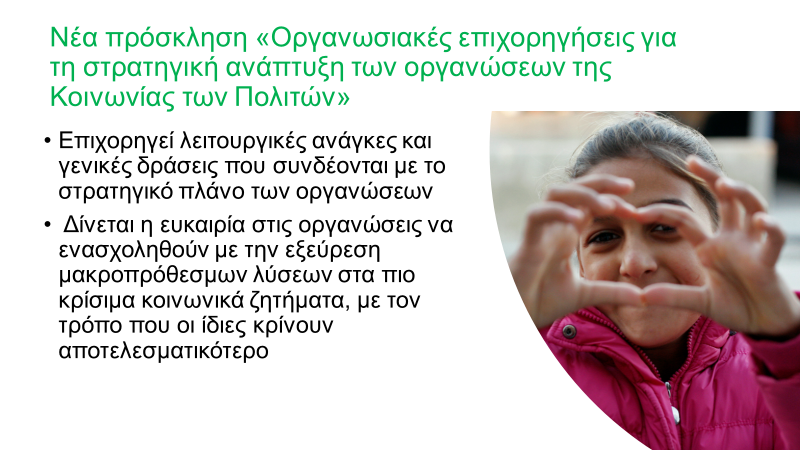 Νέα πρόσκληση «Οργανωσιακές επιχορηγήσεις για
τη στρατηγική ανάπτυξη των οργανώσεων της
Κοινωνίας των Πολιτών»
• Επιχορηγεί λειτουργικές ανάγκες και
γενικές δράσεις που συνδέονται με το
στρατηγικό πλάνο των οργανώσεων
• Δίνεται η ευκαιρία στις οργανώσεις να
ενασχοληθούν με την εξεύρεση
μακροπρόθεσμων λύσεων στα πιο
κρίσιμα κοινωνικά ζητήματα, με τον
τρόπο που οι ίδιες κρίνουν
αποτελεσματικότερο